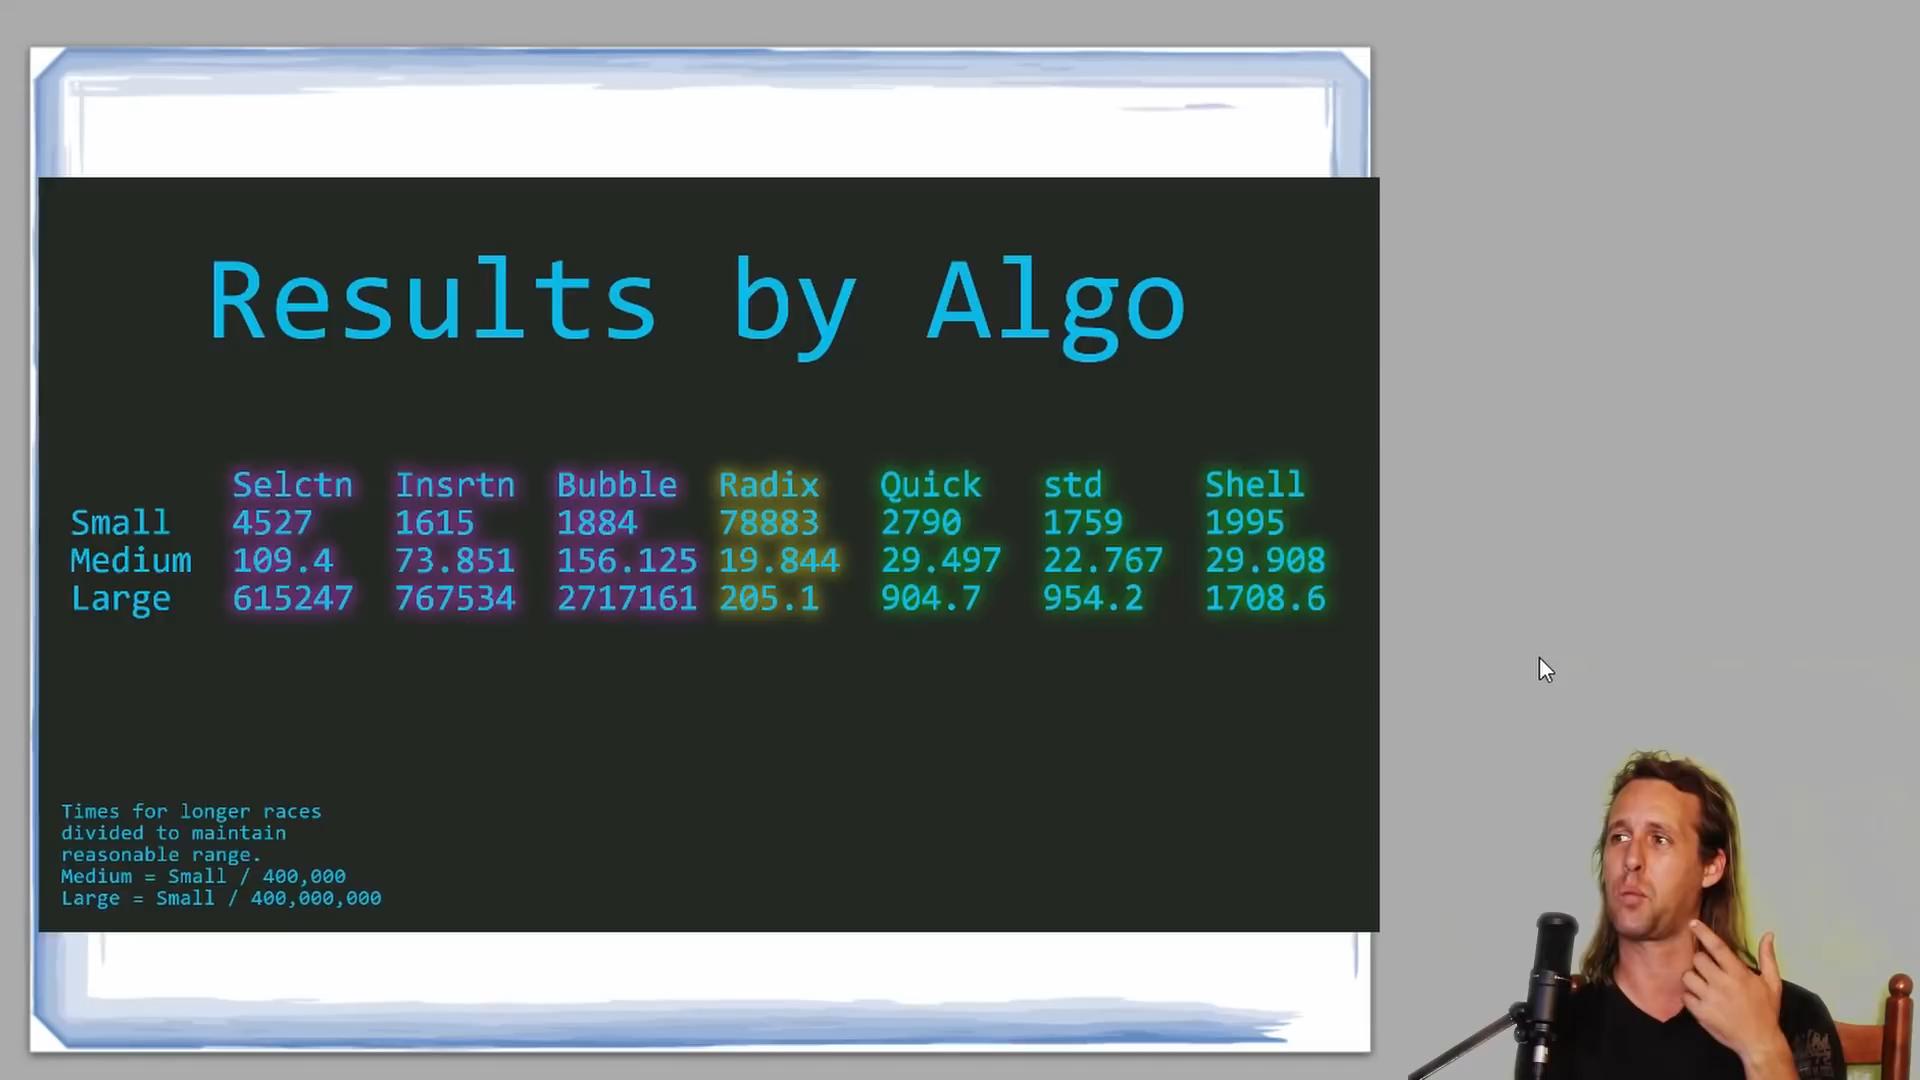 Results by Algo
Selctn Insrtn Bubble Radix Quick std Shell
Small 4527 1615 1884 78883 2790 1759 1995
Medium 109.4 73.851 156.125 19.844 29.497 22.767 29.908
Large 615247 767534 2717161 205.1 904.7 954.2 1708.6
Times for longer races
divided to maintain
reasonable range.
Medium = Small / 400,000
Large = Small / 400,000,000